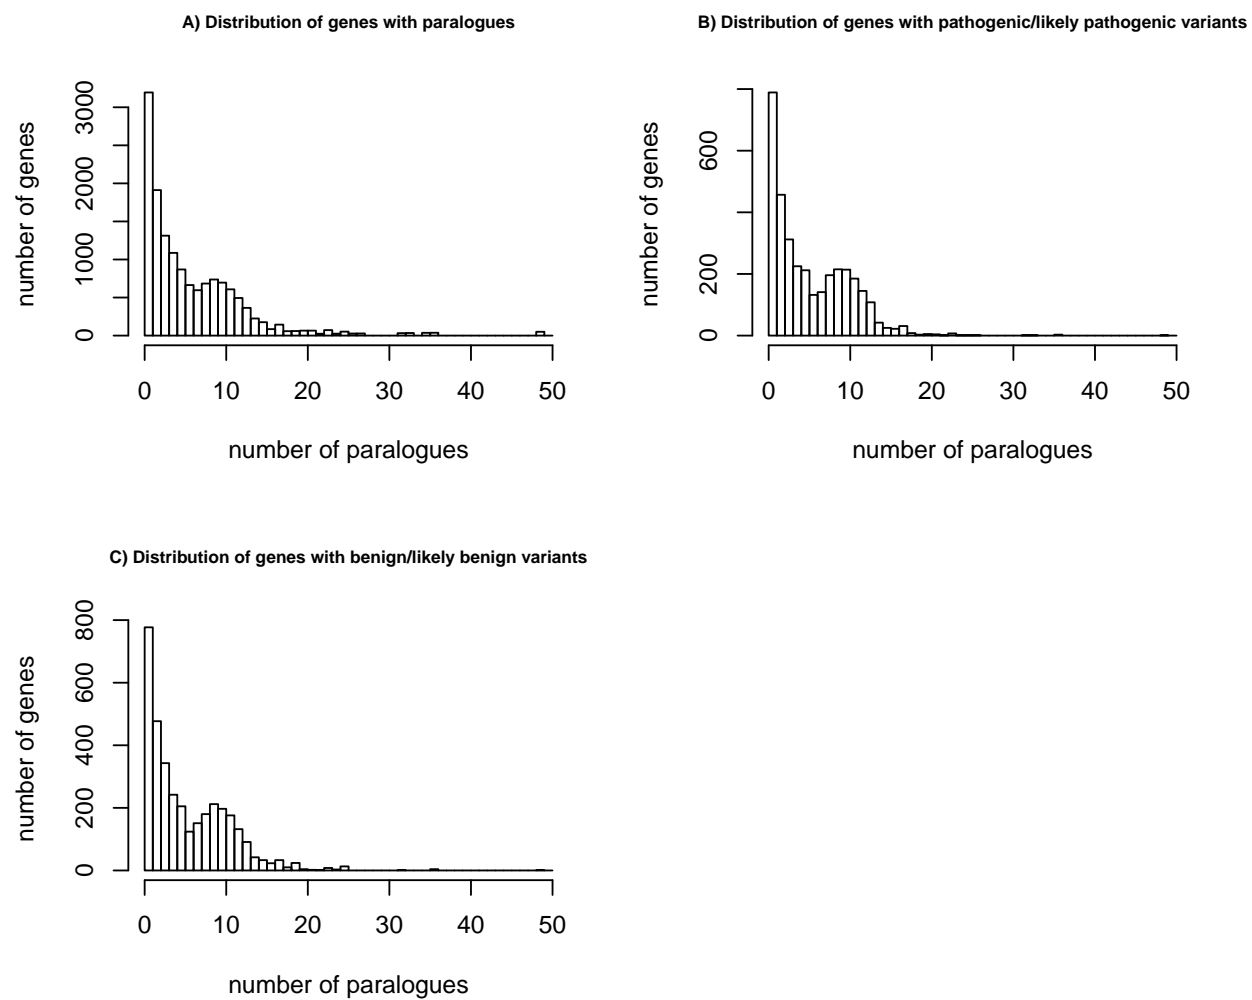 A) Distribution of genes with paralogues
number of genes
3000
2000
1000
0
0 10 20 30 40 50
number of paralogues
B) Distribution of genes with pathogenic/likely pathogenic variants
number of genes
600
200
0
0 10 20 30 40 50
number of paralogues
C) Distribution of genes with benign/likely benign variants
number of genes
800
600
400
200
0
0 10 20 30 40 50
number of paralogues